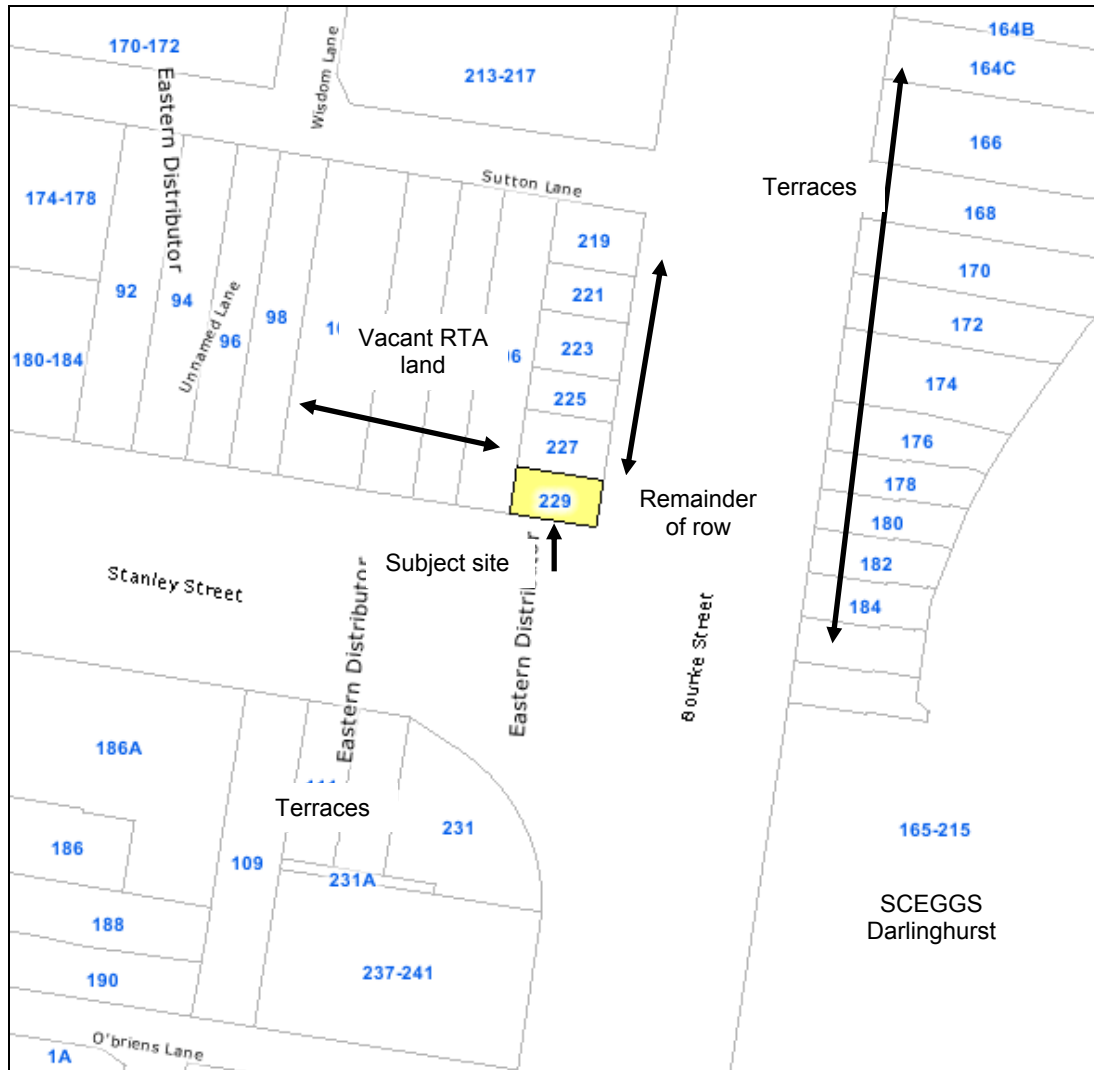 170-172
Eastern Distributor
Wisdom Lane
213-217
164B
164C
166
Terraces
168
170
172
174
176
178
180
182
184
Sutton Lane
174-178
180-184
92
94
Unnamed Lane
96
98
Vacant RTA
land
219
221
223
225
227
229
Remainder
of row
Subject site
Stanley Street
Eastern Distributor
Eastern Distributor
Bourke Street
186A
186
188
190
109
Terraces
231
231A
237-241
165-215
SCEGGS
Darlinghurst
O'briens Lane
1A